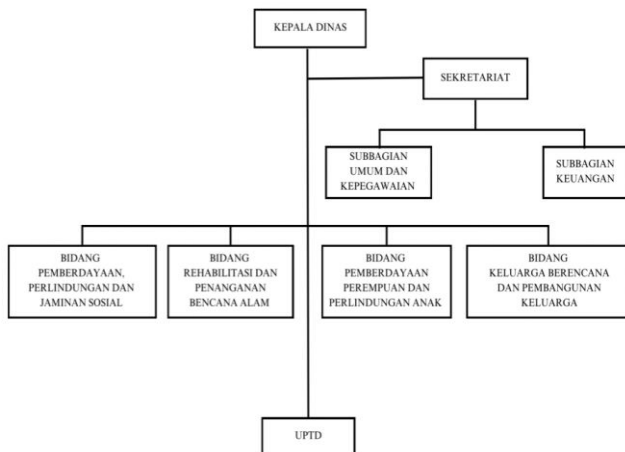 KEPALA DINAS
SEKRETARIAT
SUBBAGIAN
UMUM DAN
KEPEGAWAIAN
SUBBAGIAN
KEUANGAN
BIDANG
PEMBERDAYAAN,
PERLINDUNGAN DAN
JAMINAN SOSIAL
BIDANG
REHABILITASI DAN
PENANGANAN
BENCANA ALAM
BIDANG
PEMBERDAYAAN
PEREMPUAN DAN
PERLINDUNGAN ANAK
BIDANG
KELUARGA BERENCANA
DAN PEMBANGUNAN
KELUARGA
UPTD